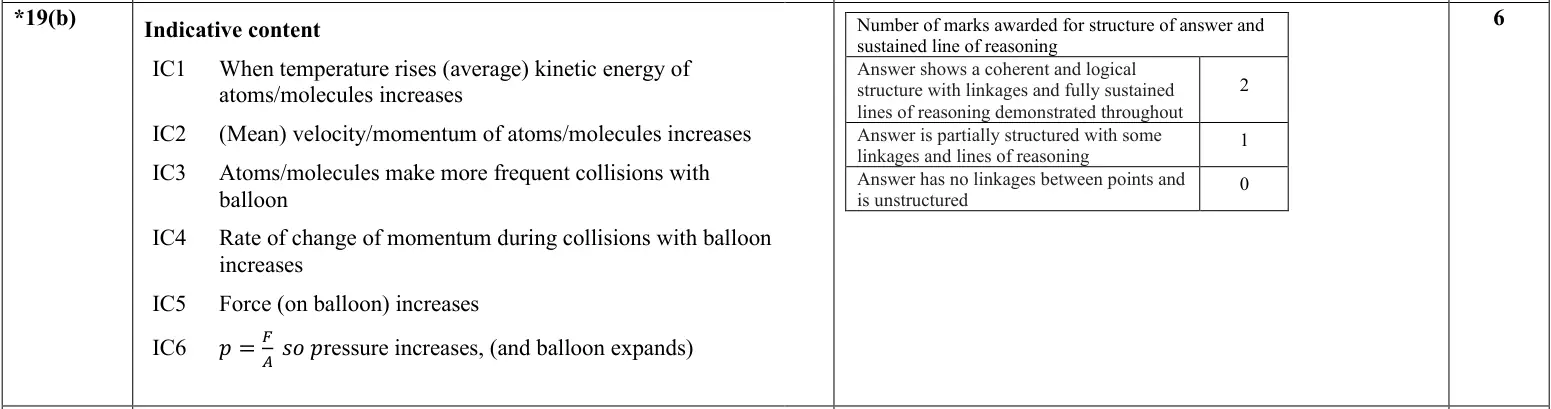 *19(b)
Indicative content
IC1 When temperature rises (average) kinetic energy of
atoms/molecules increases
IC2 (Mean) velocity/momentum of atoms/molecules increases
IC3 Atoms/molecules make more frequent collisions with
balloon
IC4 Rate of change of momentum during collisions with balloon
increases
IC5 Force (on balloon) increases
IC6 𝑝 = 𝐹/𝐴 𝑠𝑜 𝑝ressure increases, (and balloon expands)
Number of marks awarded for structure of answer and
sustained line of reasoning
Answer shows a coherent and logical
structure with linkages and fully sustained
lines of reasoning demonstrated throughout
2
Answer is partially structured with some
linkages and lines of reasoning
1
Answer has no linkages between points and
is unstructured
0
6